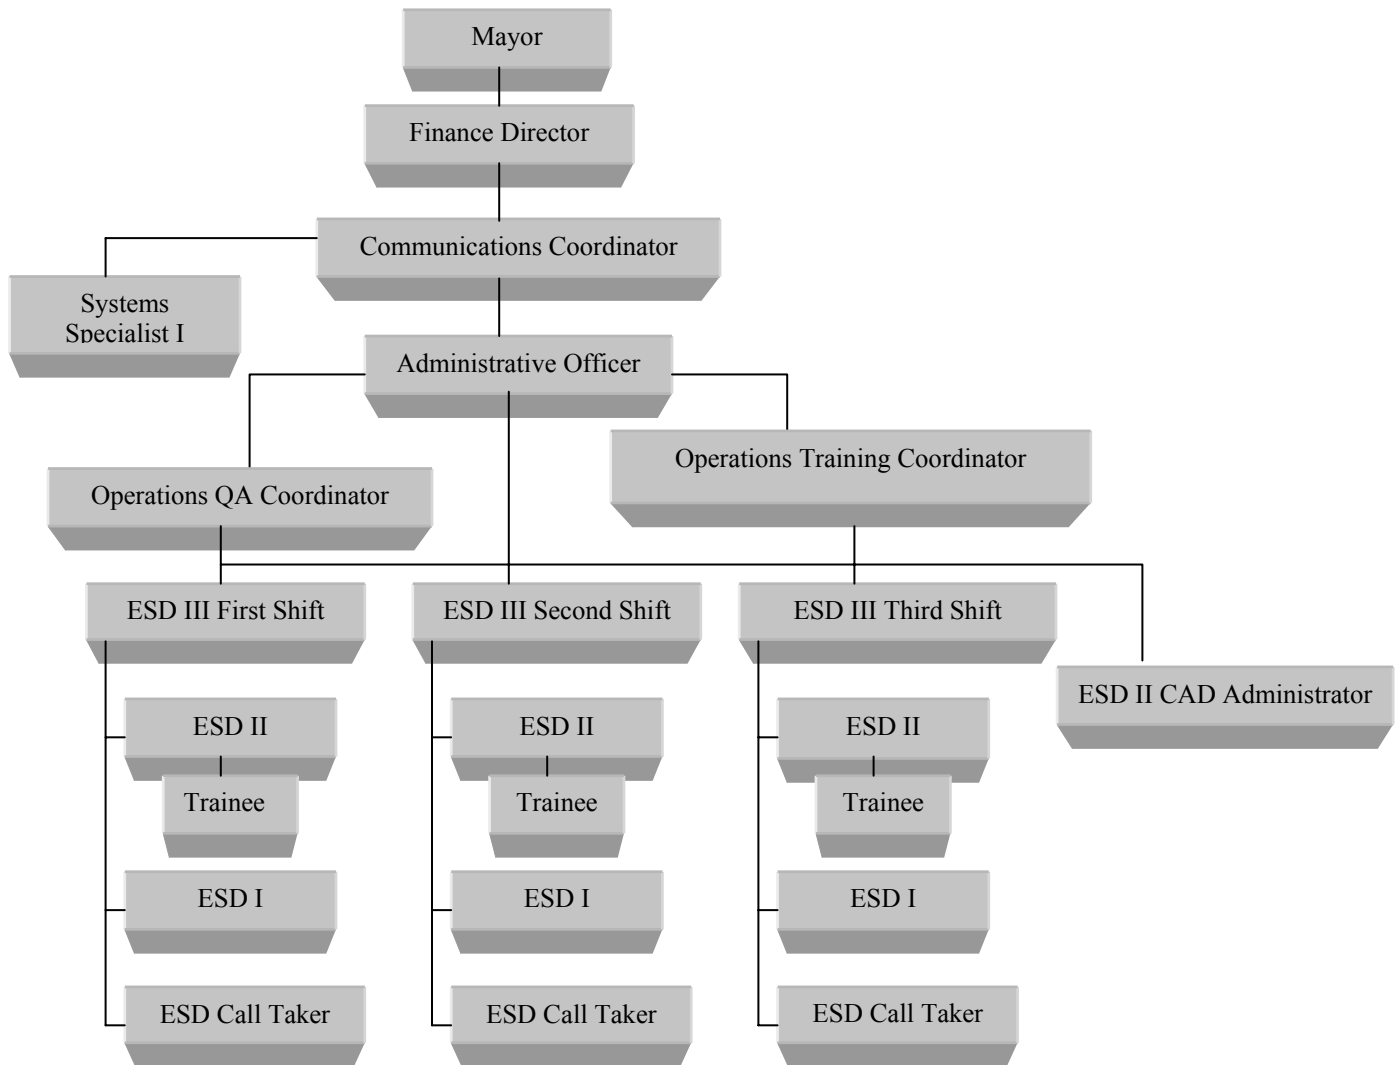 Mayor
Finance Director
Communications Coordinator
Systems
Specialist I
Administrative Officer
Operations Training Coordinator
Operations QA Coordinator
ESD III First Shift
ESD III Second Shift
ESD III Third Shift
ESD II CAD Administrator
ESD II
ESD II
ESD II
Trainee
Trainee
Trainee
ESD I
ESD I
ESD I
ESD Call Taker
ESD Call Taker
ESD Call Taker